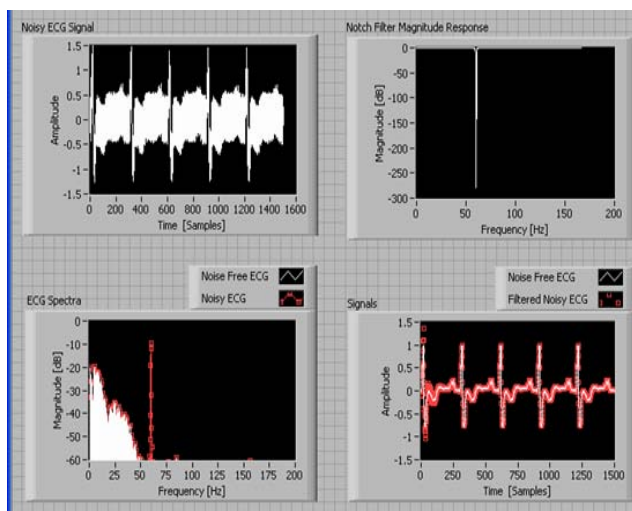 Noisy ECG Signal
Amplitude
1.5
1
0.5
0
-0.5
-1
-1.5
0 200 400 600 800 1000 1200 1400 1600
Time [Samples]
Notch Filter Magnitude Response
Magnitude [dB]
0
-50
-100
-150
-200
-250
-300
0 50 100 150 200
Frequency [Hz]
Noise Free ECG
Noisy ECG
ECG Spectra
Magnitude [dB]
0
-10
-20
-30
-40
-50
-60
0 25 50 75 100 125 150 175 200
Frequency [Hz]
Noise Free ECG
Filtered Noisy ECG
Signals
Amplitude
1.5
1.0
0.5
0.0
-0.5
-1.0
-1.5
0 250 500 750 1000 1250 1500
Time [Samples]